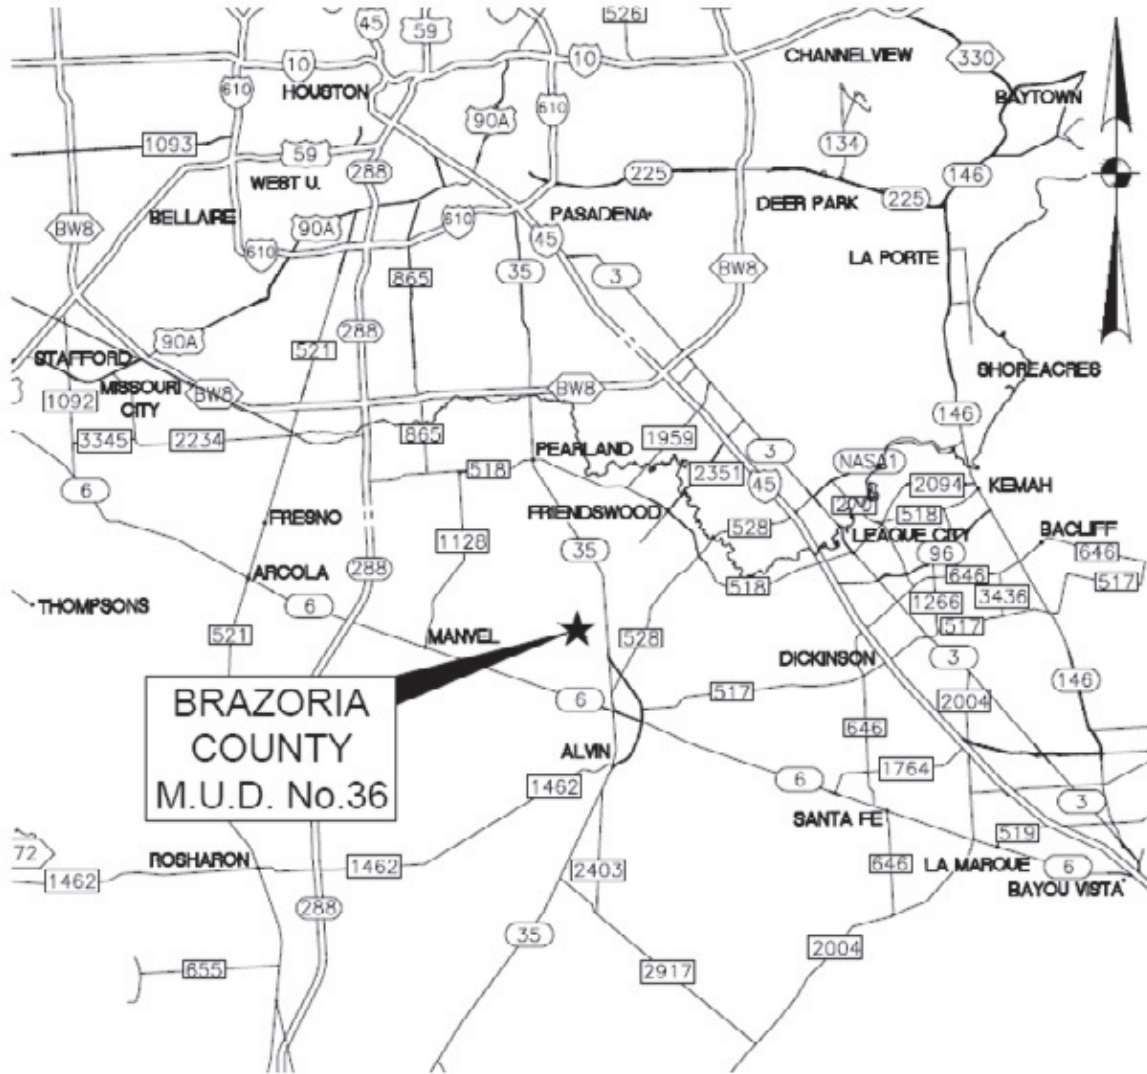 526
45
59
10
10
CHANNELVIEW
330
HOUSTON
610
610
BAYTOWN
90A
1093
59
134
288
WEST U.
225
146
BELLAIRE
90A
610
PASADENA
DEER PARK
225
BW8
610
45
LA PORTE
865
35
3
BW8
288
90A
521
STAFFORD
SHOREACRES
MISSOURI
CITY
1092
BW8
BW8
146
3345
2234
865
PEARLAND
1959
3
518
2351
NASA1
6
45
2094
KEMAH
FRESNO
FRIENDSWOOD
518
1128
528
LEAGUE CITY
BACLIFF
35
96
646
ARCOLA
288
646
517
518
THOMPSONS
6
1266
3436
521
MANVEL
528
517
DICKINSON
3
BRAZORIA
COUNTY
M.U.D. No.36
6
517
146
2004
646
ALVIN
1462
6
1764
3
SANTA FE
519
72
ROSHARON
1462
1462
2403
646
LA MARQUE
6
BAYOU VISTA
288
35
2004
655
2917